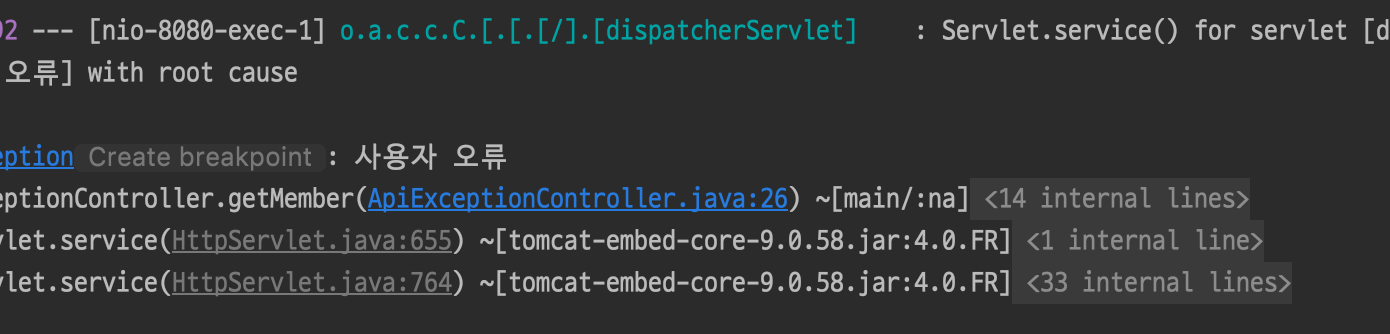 02 --- [nio-8080-exec-1] o.a.c.c.C.[.[.[/].[dispatcherServlet]    : Servlet.service() for servlet [d
오류] with root cause
eption Create breakpoint : 사용자 오류
eptionController.getMember(ApiExceptionController.java:26) ~[main/:na] <14 internal lines>
vlet.service(HttpServlet.java:655) ~[tomcat-embed-core-9.0.58.jar:4.0.FR] <1 internal line>
vlet.service(HttpServlet.java:764) ~[tomcat-embed-core-9.0.58.jar:4.0.FR] <33 internal lines>